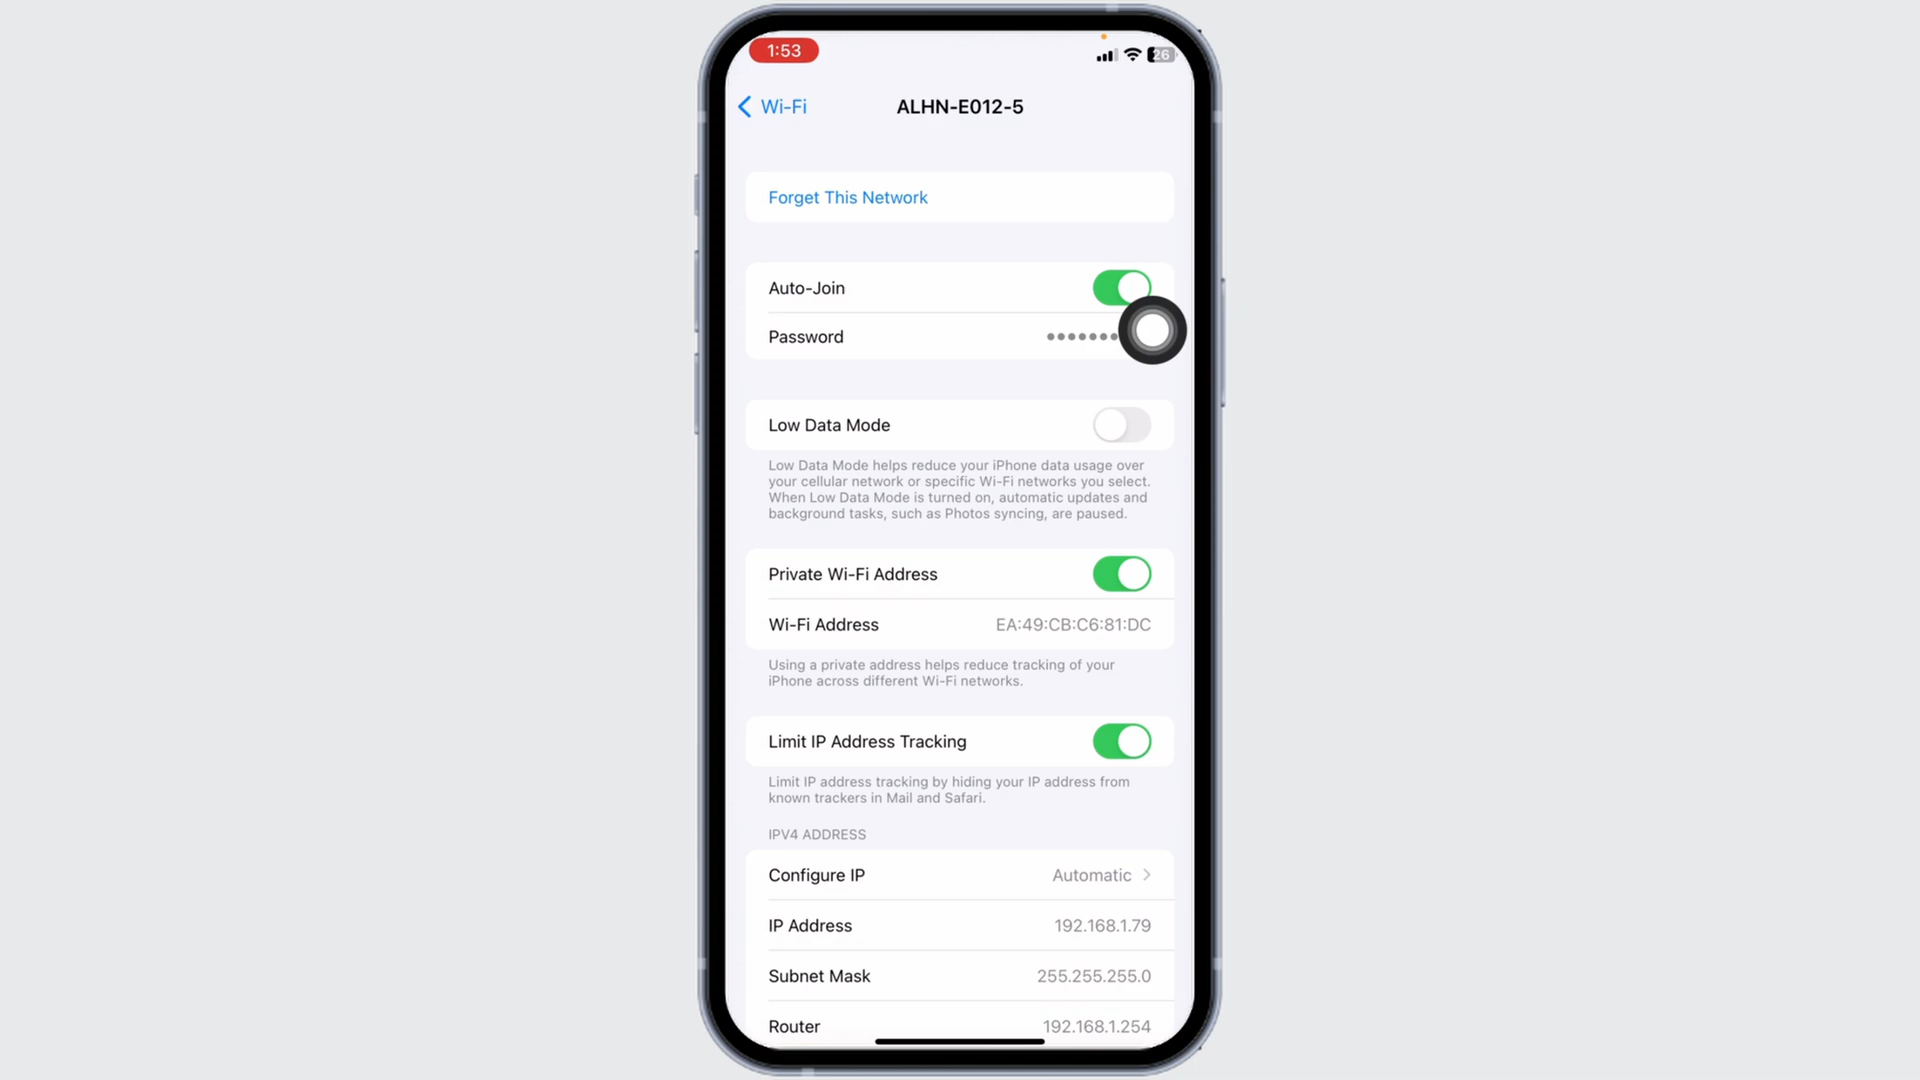 1:53
26
Wi-Fi
ALHN-E012-5
Forget This Network
Auto-Join
Password
Low Data Mode
Low Data Mode helps reduce your iPhone data usage over
your cellular network or specific Wi-Fi networks you select.
When Low Data Mode is turned on, automatic updates and
background tasks, such as Photos syncing, are paused.
Private Wi-Fi Address
Wi-Fi Address EA:49:CB:C6:81:DC
Using a private address helps reduce tracking of your
iPhone across different Wi-Fi networks.
Limit IP Address Tracking
Limit IP address tracking by hiding your IP address from
known trackers in Mail and Safari.
IPV4 ADDRESS
Configure IP Automatic
IP Address 192.168.1.79
Subnet Mask 255.255.255.0
Router 192.168.1.254